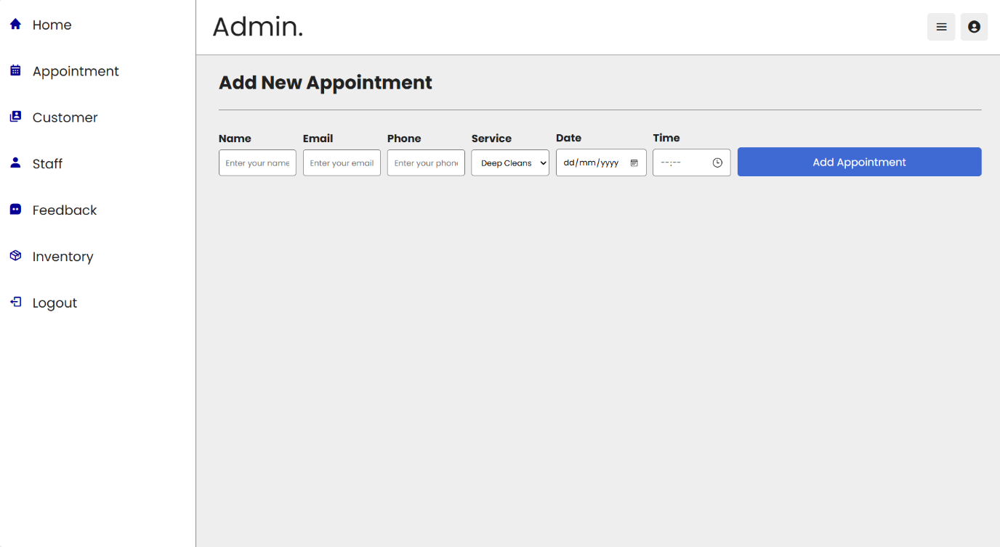 Home
Appointment
Customer
Staff
Feedback
Inventory
Logout
Admin.
Add New Appointment
Name Email Phone Service Date Time
Enter your name Enter your email Enter your phon Deep Cleans dd/mm/yyyy --:-- Add Appointment